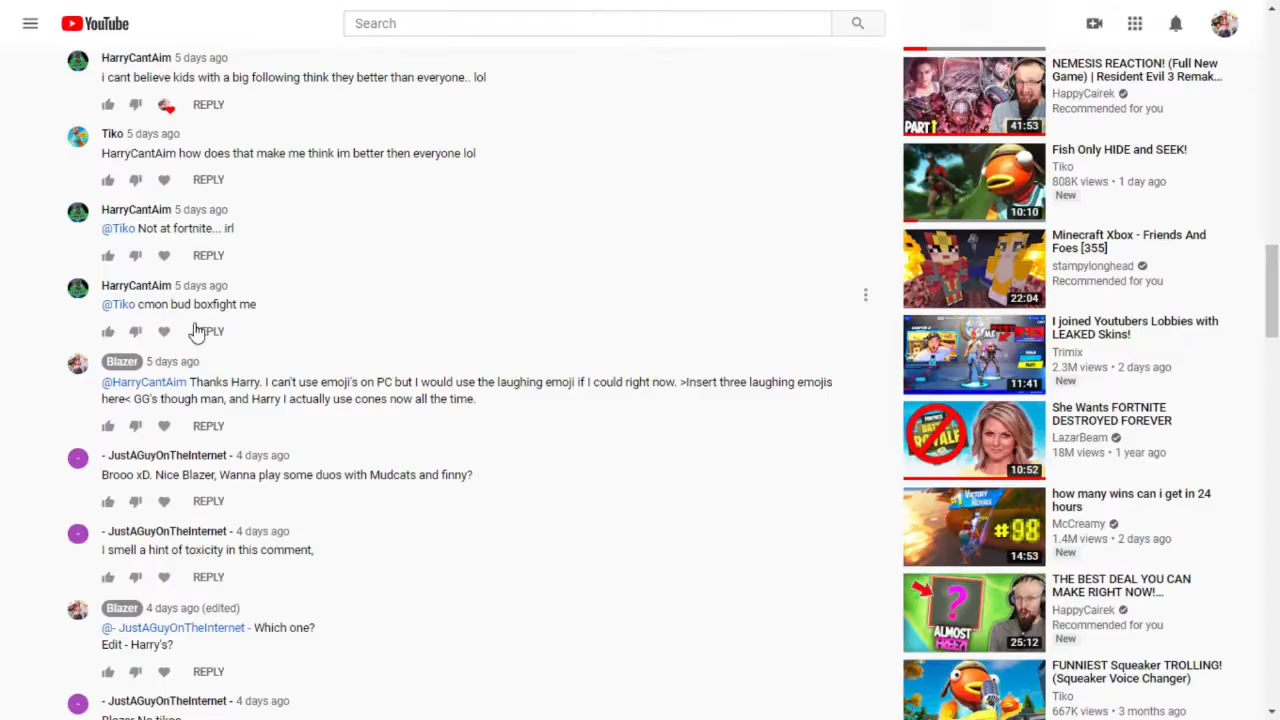 YouTube
Search
HarryCantAim 5 days ago
i cant believe kids with a big following think they better than everyone.. lol
REPLY
Tiko 5 days ago
HarryCantAim how does that make me think im better then everyone lol
REPLY
HarryCantAim 5 days ago
@Tiko Not at fortnite... irl
REPLY
HarryCantAim 5 days ago
@Tiko cmon bud boxfight me
REPLY
Blazer 5 days ago
@HarryCantAim Thanks Harry. I can't use emoji's on PC but I would use the laughing emoji if I could right now. >Insert three laughing emojis
here< GG's though man, and Harry I actually use cones now all the time.
REPLY
- JustAGuyOnTheInternet - 4 days ago
Brooo xD. Nice Blazer, Wanna play some duos with Mudcats and finny?
REPLY
- JustAGuyOnTheInternet - 4 days ago
I smell a hint of toxicity in this comment,
REPLY
Blazer 4 days ago (edited)
@- JustAGuyOnTheInternet - Which one?
Edit - Harry's?
REPLY
- JustAGuyOnTheInternet - 4 days ago
Blazer No tikos
PART 1
41:53
NEMESIS REACTION! (Full New
Game) | Resident Evil 3 Remak...
HappyCairek
Recommended for you
10:10
Fish Only HIDE and SEEK!
Tiko
808K views • 1 day ago
New
22:04
Minecraft Xbox - Friends And
Foes [355]
stampylonghead
Recommended for you
ME
11:41
I joined Youtubers Lobbies with
LEAKED Skins!
Trimix
2.3M views • 2 days ago
New
10:52
She Wants FORTNITE
DESTROYED FOREVER
LazarBeam
18M views • 1 year ago
VICTORY
ROYALE
#98
14:53
how many wins can i get in 24
hours
McCreamy
1.4M views • 2 days ago
New
?
ALMOST
FREE?!
25:12
THE BEST DEAL YOU CAN
MAKE RIGHT NOW!...
HappyCairek
Recommended for you
New
FUNNIEST Squeaker TROLLING!
(Squeaker Voice Changer)
Tiko
667K views • 3 months ago